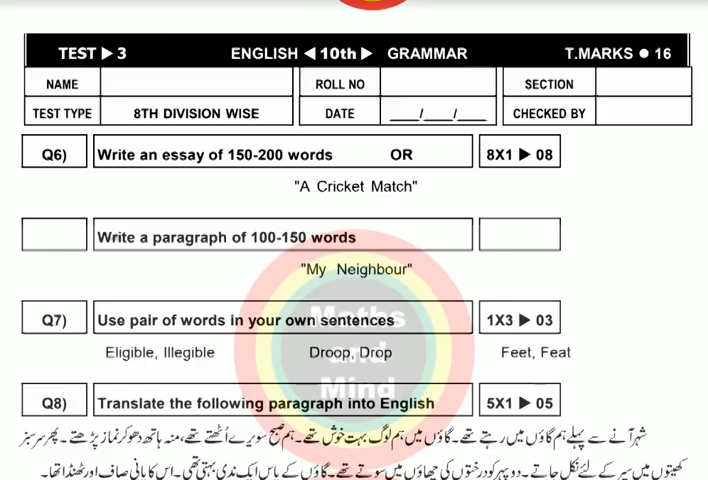 TEST ▶ 3 ENGLISH ◀ 10th ▶ GRAMMAR T.MARKS ● 16
NAME ROLL NO SECTION
TEST TYPE 8TH DIVISION WISE DATE ___/___/___ CHECKED BY
Q6) Write an essay of 150-200 words OR 8X1 ▶ 08
"A Cricket Match"
Write a paragraph of 100-150 words
"My Neighbour"
Q7) Use pair of words in your own sentences 1X3 ▶ 03
Eligible, Illegible Droop, Drop Feet, Feat
Maths
and
Mind
Q8) Translate the following paragraph into English 5X1 ▶ 05
شہر آنے سے پہلے ہم گاؤں میں رہتے تھے۔ گاؤں میں ہم لوگ بہت خوش تھے۔ ہم صبح سویرے اُٹھتے تھے، منہ ہاتھ دھو کر نماز پڑھتے۔ پھر سرسبز
کھیتوں میں سیر کے لئے نکل جاتے۔ دوپہر کو درختوں کی چھاؤں میں سوتے تھے۔ گاؤں کے پاس ایک ندی بہتی تھی۔ اس کا پانی صاف اور ٹھنڈا تھا۔